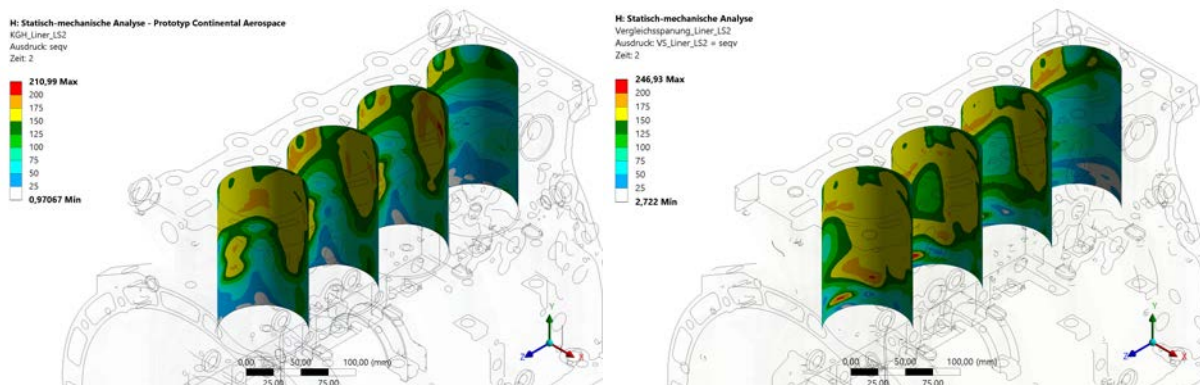 H: Statisch-mechanische Analyse - Prototyp Continental Aerospace
KGH_Liner_LS2
Ausdruck: seqv
Zeit: 2
210,99 Max
200
175
150
125
100
75
50
25
0,97067 Min
0,00
50,00
100,00 (mm)
25,00
75,00
Y
Z
X
H: Statisch-mechanische Analyse
Vergleichsspanung_Liner_LS2
Ausdruck: VS_Liner_LS2 = seqv
Zeit: 2
246,93 Max
200
175
150
125
100
75
50
25
2,722 Min
0,00
50,00
100,00 (mm)
25,00
75,00
Y
Z
X